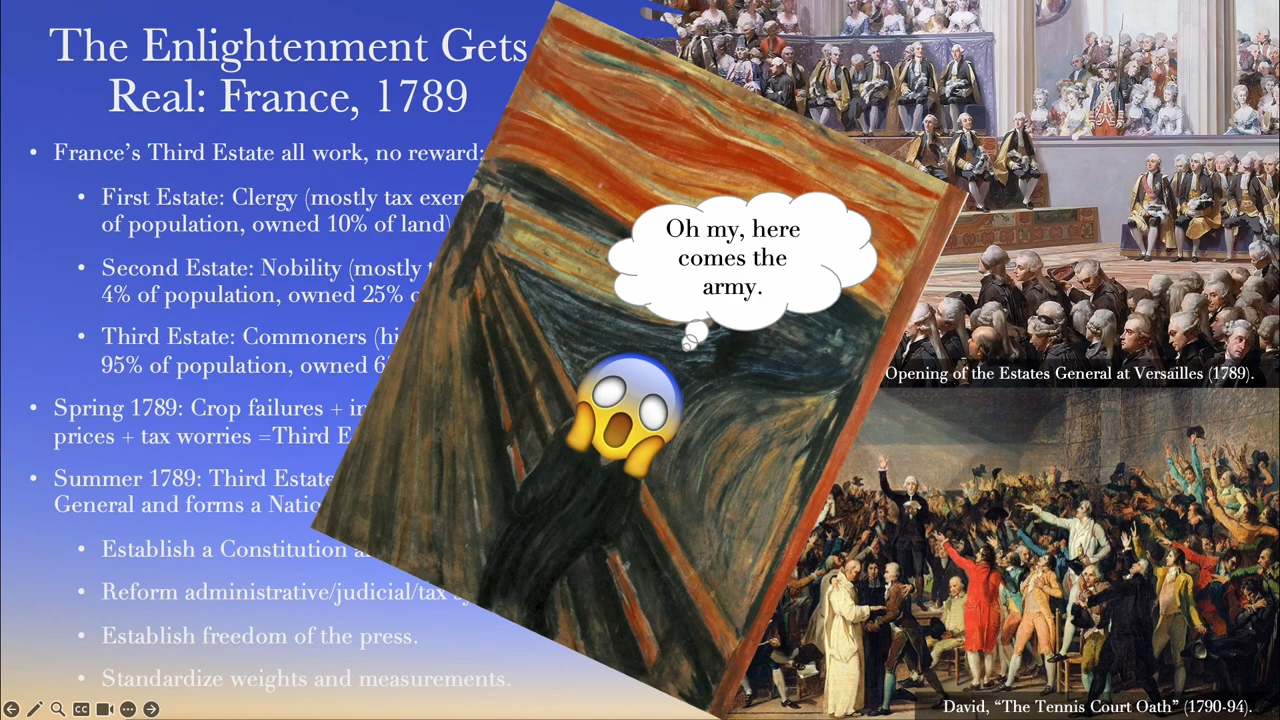 The Enlightenment Gets
Real: France, 1789
• France’s Third Estate all work, no reward:
• First Estate: Clergy (mostly tax
of population, owned 10% of land)
• Second Estate: Nobility (mostly
4% of population, owned 25%
• Third Estate: Commoners
95% of population, owned
• Spring 1789: Crop failures +
prices + tax worries =Third
• Summer 1789: Third Estate
General and forms a
• Establish a Constitution
• Reform administrative/judicial/tax
• Establish freedom of the press.
• Standardize weights and measurements.
Oh my, here
comes the
army.
Opening of the Estates General at Versailles (1789).
David, “The Tennis Court Oath” (1790-94).
CC